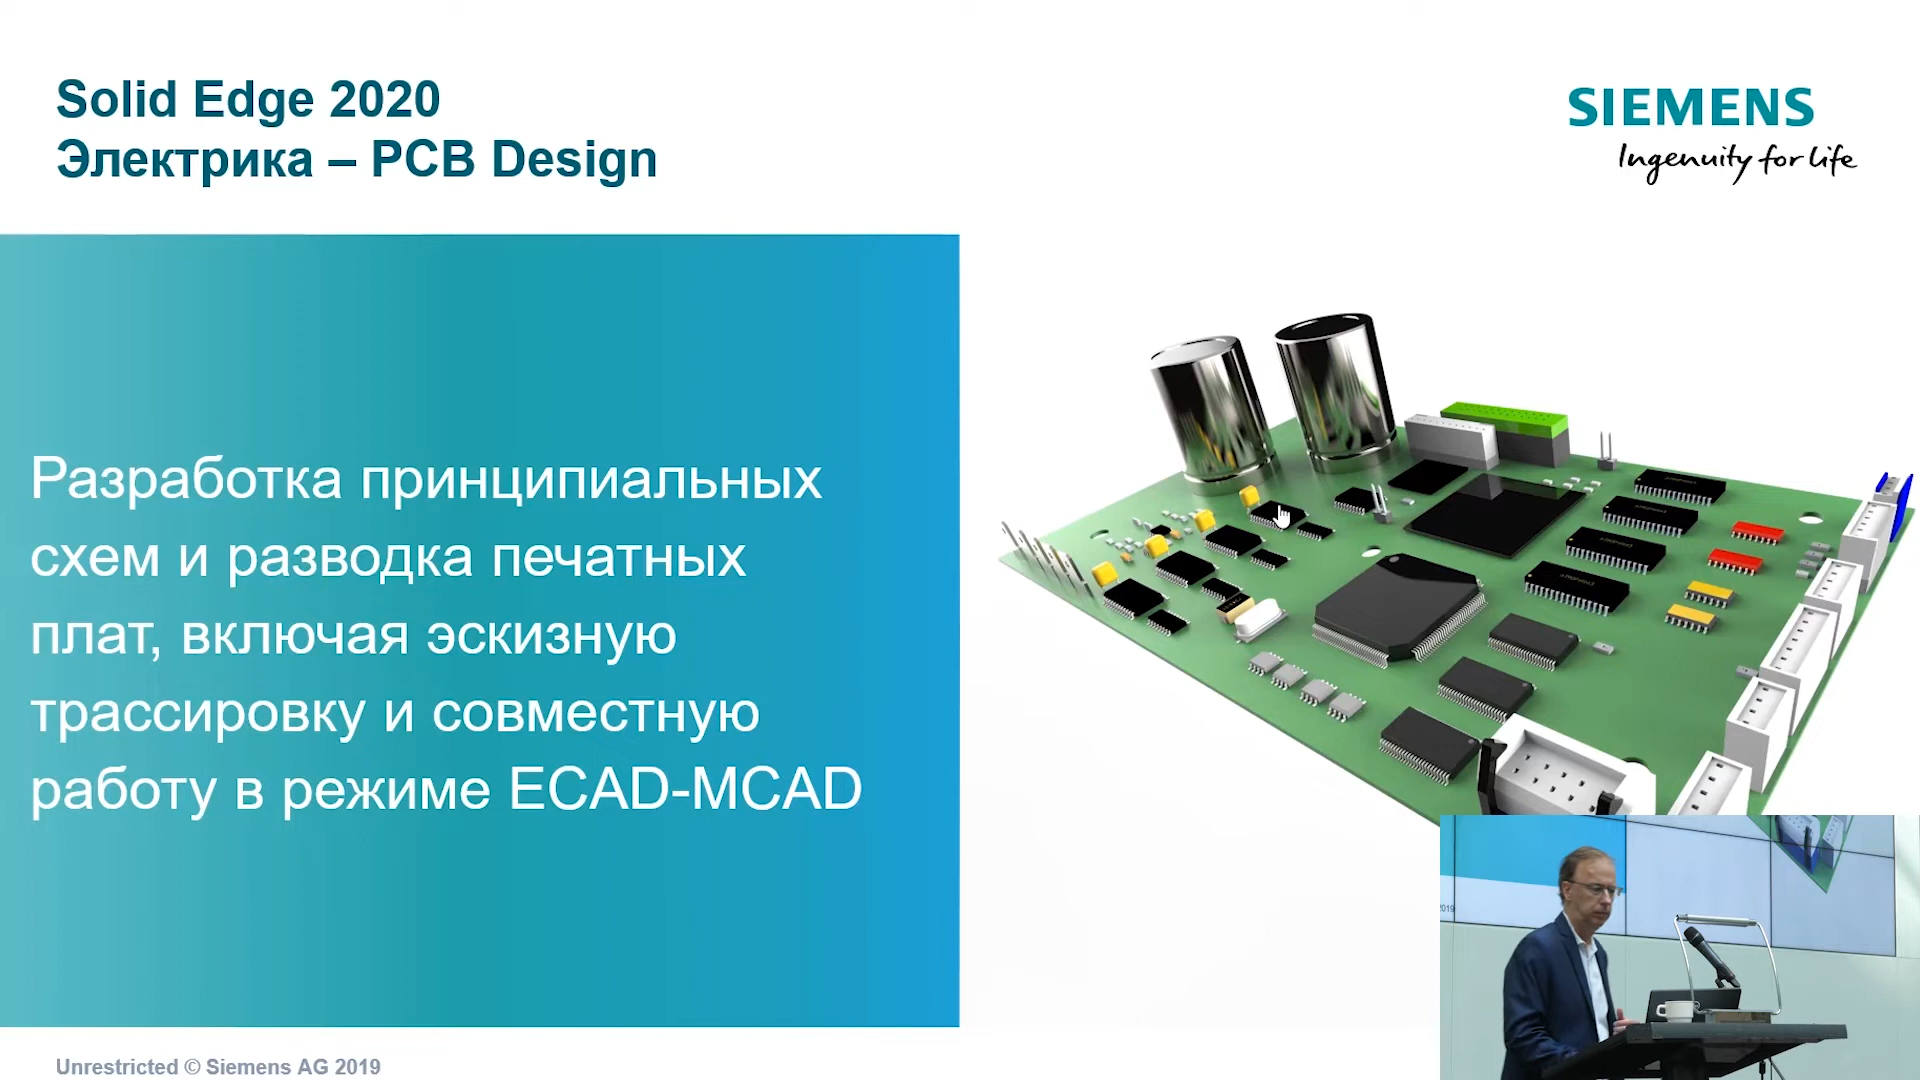 Solid Edge 2020
Электрика – PCB Design
SIEMENS
Ingenuity for life
Разработка принципиальных
схем и разводка печатных
плат, включая эскизную
трассировку и совместную
работу в режиме ECAD-MCAD
2019
Unrestricted © Siemens AG 2019